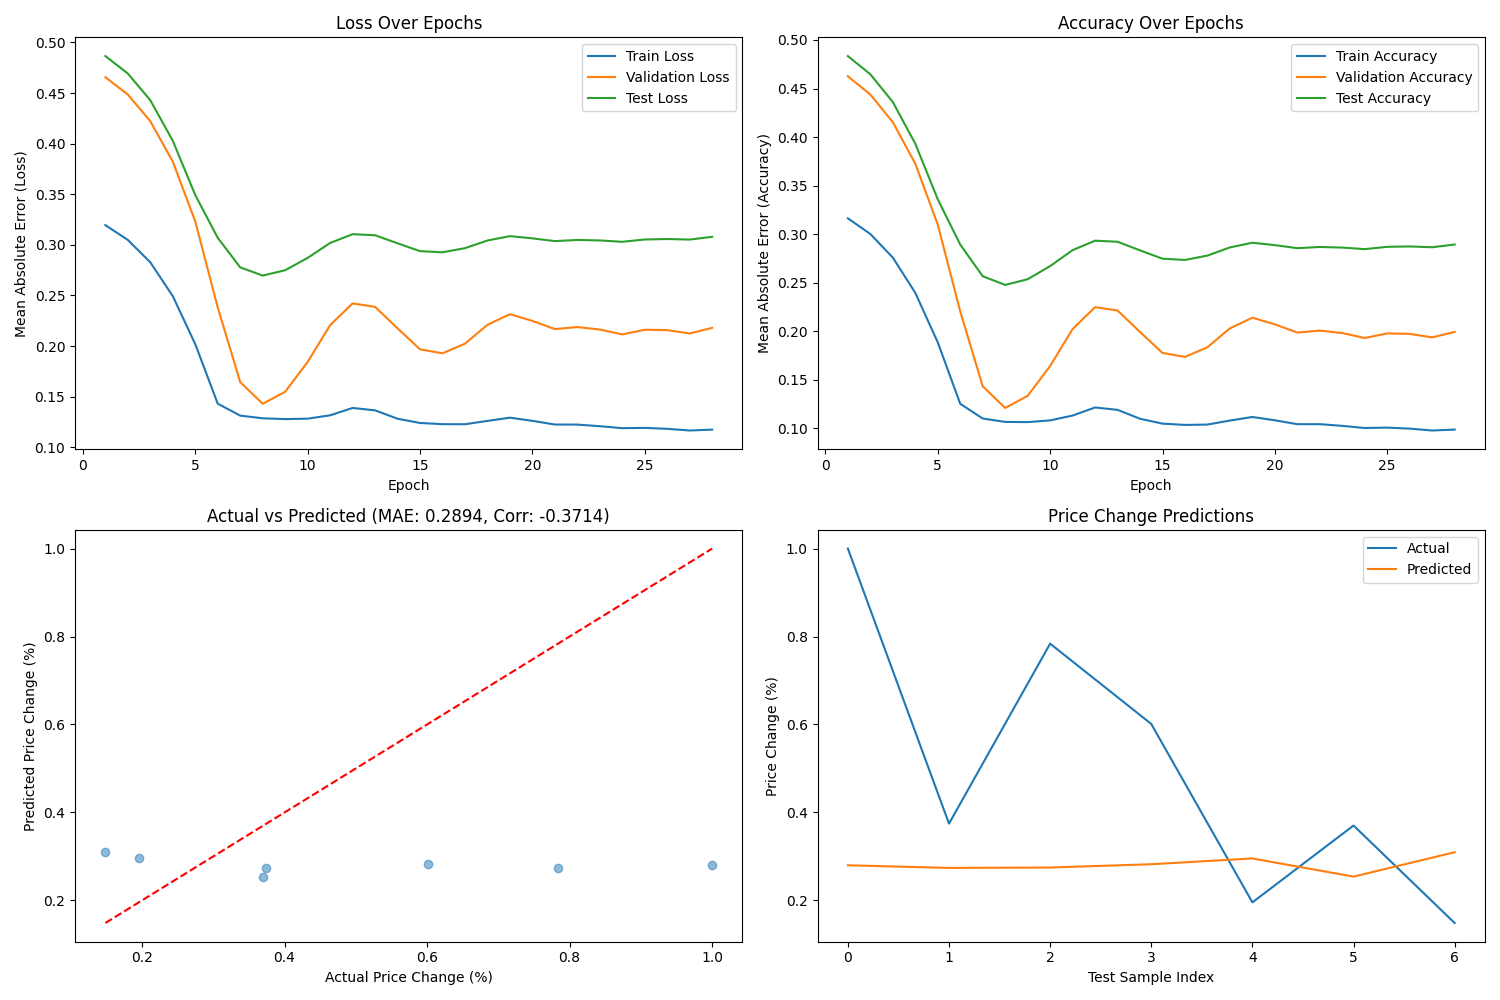 Loss Over Epochs
Mean Absolute Error (Loss)
0.50
0.45
0.40
0.35
0.30
0.25
0.20
0.15
0.10
Train Loss
Validation Loss
Test Loss
0 5 10 15 20 25
Epoch
Accuracy Over Epochs
Mean Absolute Error (Accuracy)
0.50
0.45
0.40
0.35
0.30
0.25
0.20
0.15
0.10
Train Accuracy
Validation Accuracy
Test Accuracy
0 5 10 15 20 25
Epoch
Actual vs Predicted (MAE: 0.2894, Corr: -0.3714)
Predicted Price Change (%)
1.0
0.8
0.6
0.4
0.2
0.2 0.4 0.6 0.8 1.0
Actual Price Change (%)
Price Change Predictions
Price Change (%)
1.0
0.8
0.6
0.4
0.2
Actual
Predicted
0 1 2 3 4 5 6
Test Sample Index